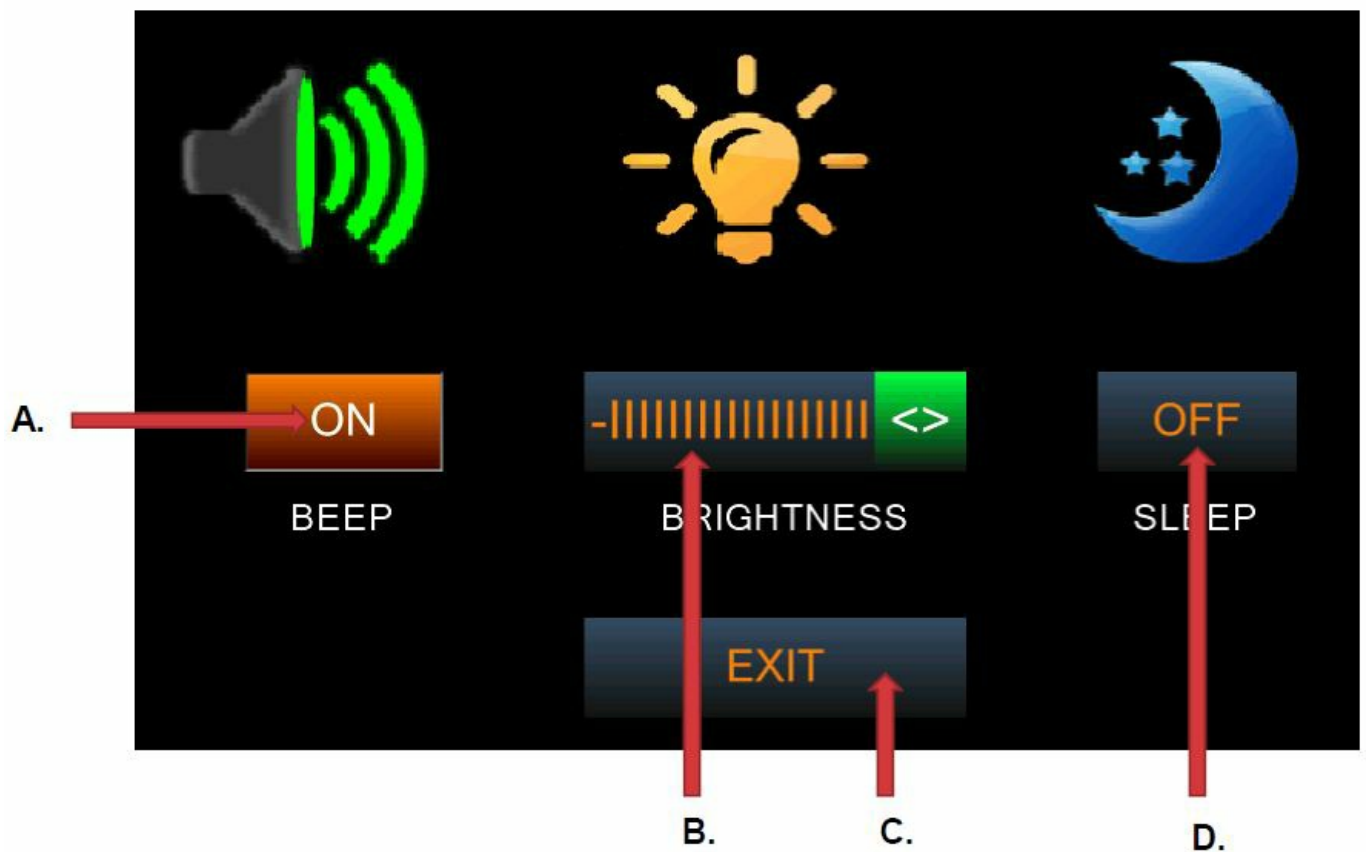 A.
ON
<>
OFF
BEEP
BRIGHTNESS
SLEEP
EXIT
B.
C.
D.